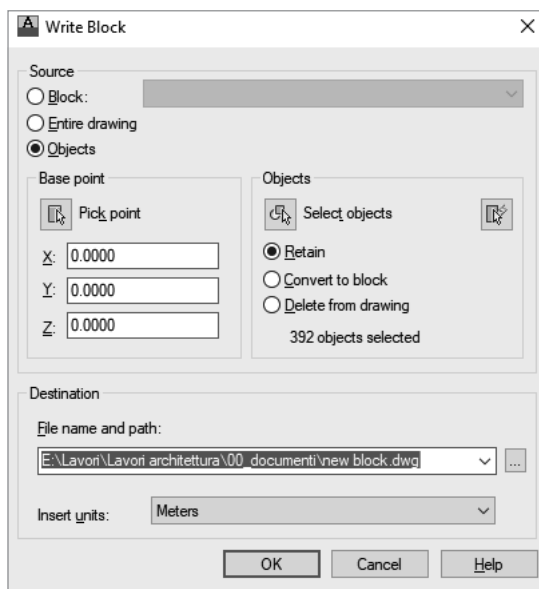 Write Block
Source
Block:
Entire drawing
Objects
Base point
Pick point
X: 0.0000
Y: 0.0000
Z: 0.0000
Objects
Select objects
Retain
Convert to block
Delete from drawing
392 objects selected
Destination
File name and path:
E:\Lavori\Lavori architettura\00_documenti\new block.dwg
...
Insert units: Meters
OK Cancel Help